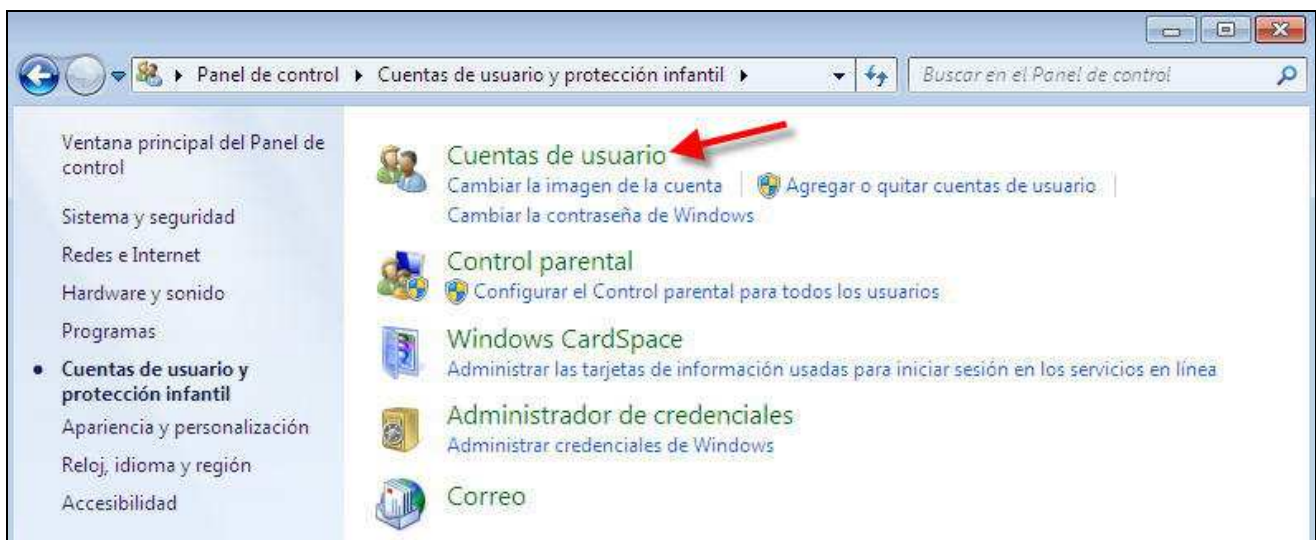 Panel de control
Cuentas de usuario y protección infantil
Buscar en el Panel de control
Ventana principal del Panel de
control
Sistema y seguridad
Redes e Internet
Hardware y sonido
Programas
Cuentas de usuario y
protección infantil
Apariencia y personalización
Reloj, idioma y región
Accesibilidad
Cuentas de usuario
Cambiar la imagen de la cuenta
Agregar o quitar cuentas de usuario
Cambiar la contraseña de Windows
Control parental
Configurar el Control parental para todos los usuarios
Windows CardSpace
Administrar las tarjetas de información usadas para iniciar sesión en los servicios en línea
Administrador de credenciales
Administrar credenciales de Windows
Correo